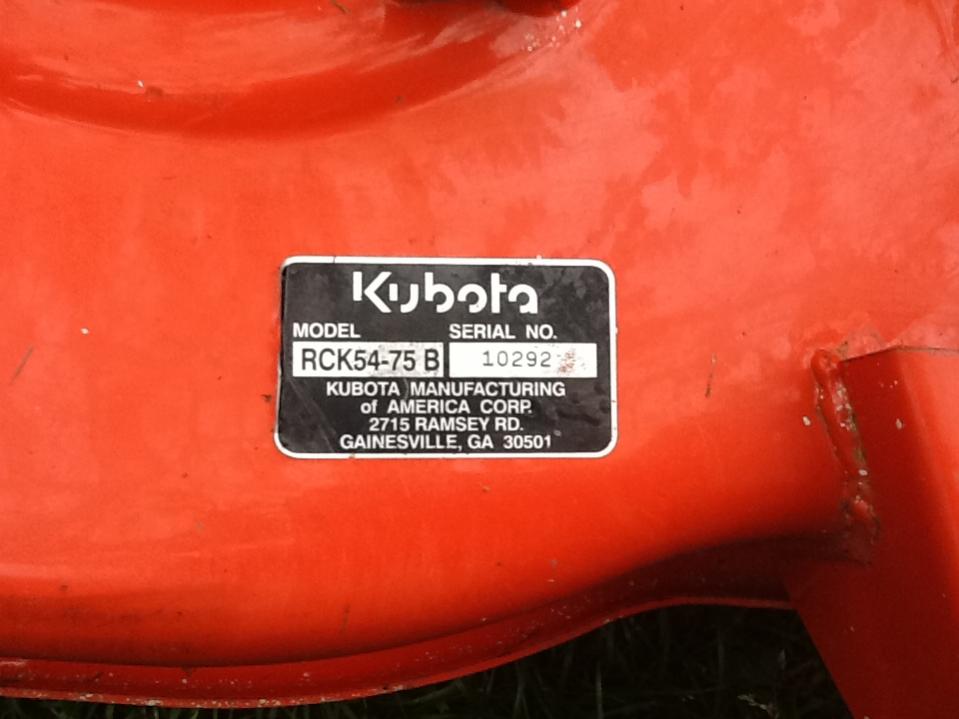 Kubota
MODEL SERIAL NO.
RCK54-75 B 10292
KUBOTA MANUFACTURING
of AMERICA CORP.
2715 RAMSEY RD.
GAINESVILLE, GA 30501